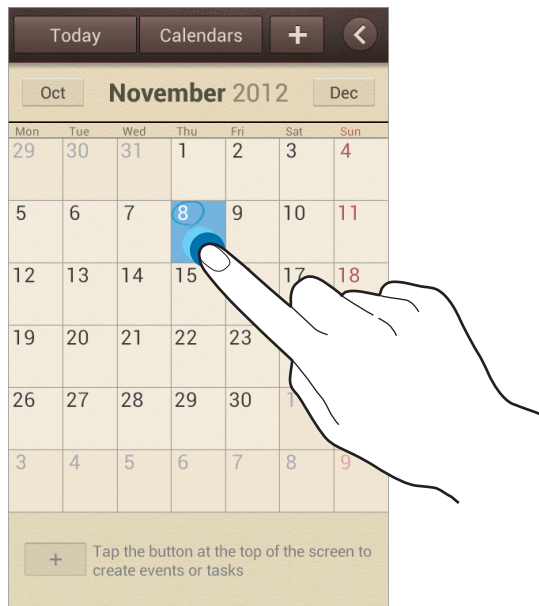 Today Calendars +
Oct November 2012 Dec
Mon Tue Wed Thu Fri Sat Sun
29 30 31 1 2 3 4
5 6 7 8 9 10 11
12 13 14 15 17 18
19 20 21 22 23
26 27 28 29 30 1
3 4 5 6 7 8 9
+ Tap the button at the top of the screen to
create events or tasks